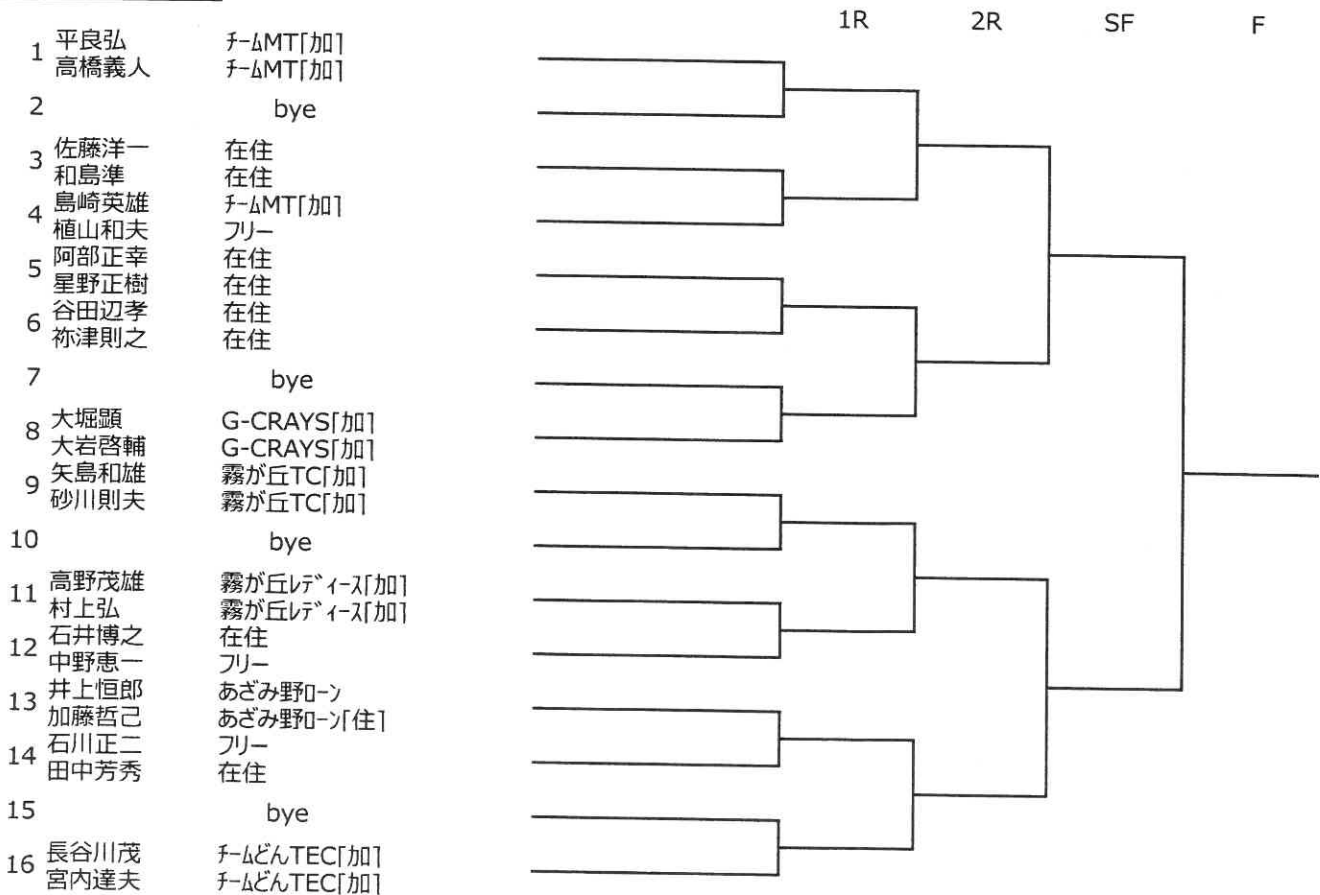 1R 2R SF F
1 平良弘 ﾁｰﾑMT[加]
高橋義人 ﾁｰﾑMT[加]
2 bye
3 佐藤洋一 在住
和島準 在住
4 島崎英雄 ﾁｰﾑMT[加]
植山和夫 フリー
5 阿部正幸 在住
星野正樹 在住
6 谷田辺孝 在住
祢津則之 在住
7 bye
8 大堀顕 G-CRAYS[加]
大岩啓輔 G-CRAYS[加]
9 矢島和雄 霧が丘TC[加]
砂川則夫 霧が丘TC[加]
10 bye
11 高野茂雄 霧が丘ﾚﾃﾞｨｰｽ[加]
村上弘 霧が丘ﾚﾃﾞｨｰｽ[加]
12 石井博之 在住
中野恵一 フリー
13 井上恒郎 あざみ野ﾛｰﾝ
加藤哲己 あざみ野ﾛｰﾝ[住]
14 石川正二 フリー
田中芳秀 在住
15 bye
16 長谷川茂 ﾁｰﾑどんTEC[加]
宮内達夫 ﾁｰﾑどんTEC[加]